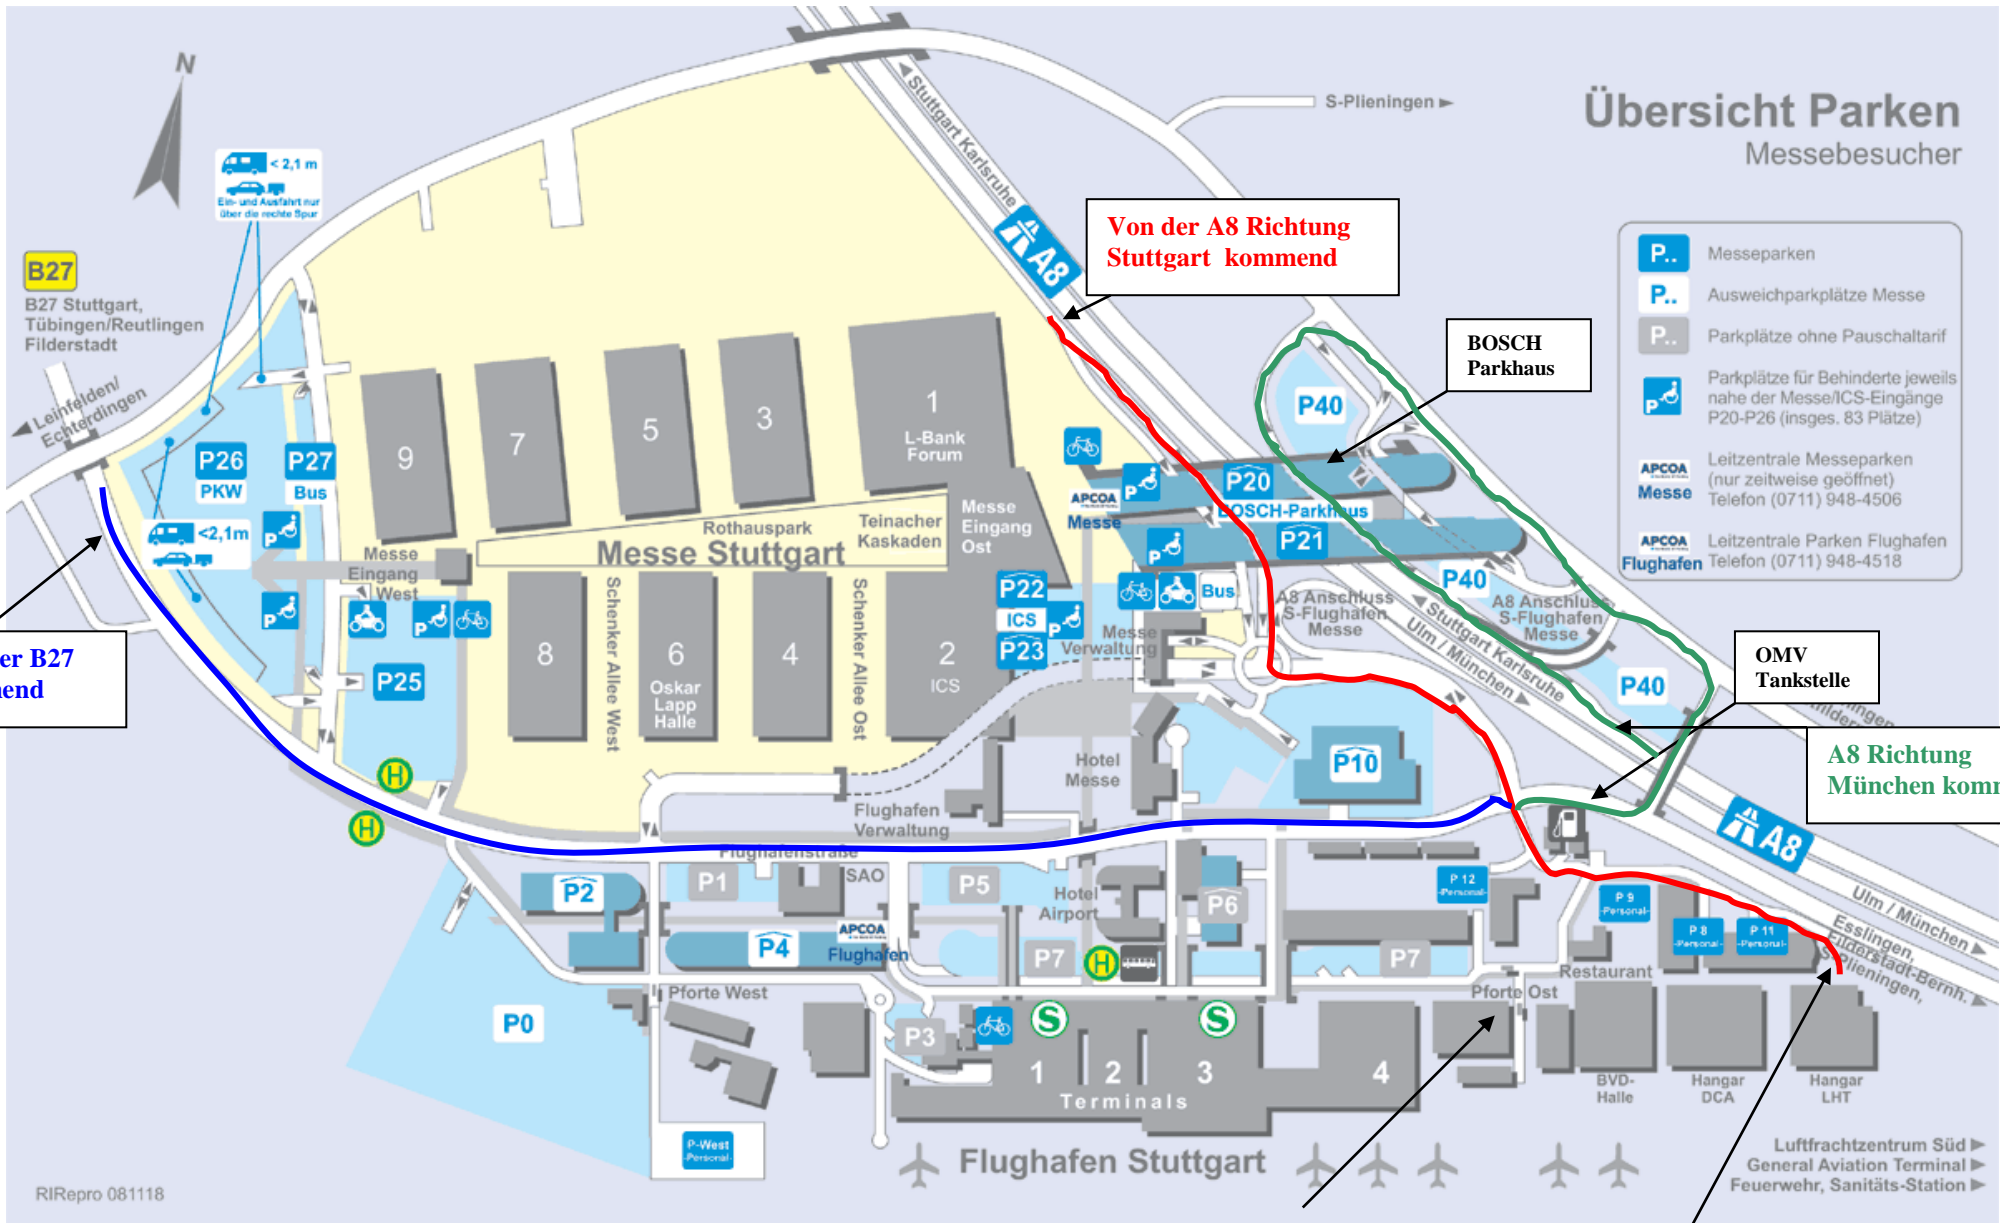 Übersicht Parken
Messebesucher
N
S-Plieningen
Stuttgart Karlsruhe
A8
< 2,1 m
Ein- und Ausfahrt nur
über die rechte Spur
B27
B27 Stuttgart,
Tübingen/Reutlingen
Filderstadt
Leinfelden/
Echterdingen
Von der A8 Richtung
Stuttgart kommend
BOSCH
Parkhaus
P.. Messeparken
P.. Ausweichparkplätze Messe
P.. Parkplätze ohne Pauschaltarif
P Parkplätze für Behinderte jeweils
nahe der Messe/ICS-Eingänge
P20-P26 (insges. 83 Plätze)
APCOA
Messe
Leitzentrale Messeparken
(nur zeitweise geöffnet)
Telefon (0711) 948-4506
APCOA
Flughafen
Leitzentrale Parken Flughafen
Telefon (0711) 948-4518
P26
PKW
P27
Bus
<2,1m
P
P
9
7
5
3
1
L-Bank
Forum
Rothauspark
Teinacher
Kaskaden
Messe
Eingang
Ost
Messe Stuttgart
Messe
Eingang
West
APCOA
Messe
P
P
P20
BOSCH-Parkhaus
P21
P40
P40
P40
P22
ICS
P23
P
Bus
Messe
Verwaltung
A8 Anschluss
S-Flughafen
Messe
A8 Anschluss
S-Flughafen
Messe
Stuttgart Karlsruhe
Ulm / München
P
P25
8
6
Oskar
Lapp
Halle
4
2
ICS
Schenker Allee West
Schenker Allee Ost
er B27
end
OMV
Tankstelle
A8 Richtung
München komm
H
H
Hotel
Messe
P10
Flughafen
Verwaltung
Flughafenstraße
A8
Ulm / München
Esslingen,
Filderstadt-Bernh.
S-Plieningen,
P2
P1
SAO
P5
Hotel
Airport
P6
P 12
-Personal-
P 9
-Personal-
P 8
-Personal-
P 11
-Personal-
P4
APCOA
Flughafen
P7
H
P7
Restaurant
Pforte West
Pforte Ost
P0
P3
S
S
1
2
3
4
Terminals
BVD-
Halle
Hangar
DCA
Hangar
LHT
P-West
-Personal-
Flughafen Stuttgart
Luftfrachtzentrum Süd
General Aviation Terminal
Feuerwehr, Sanitäts-Station
RIRepro 081118